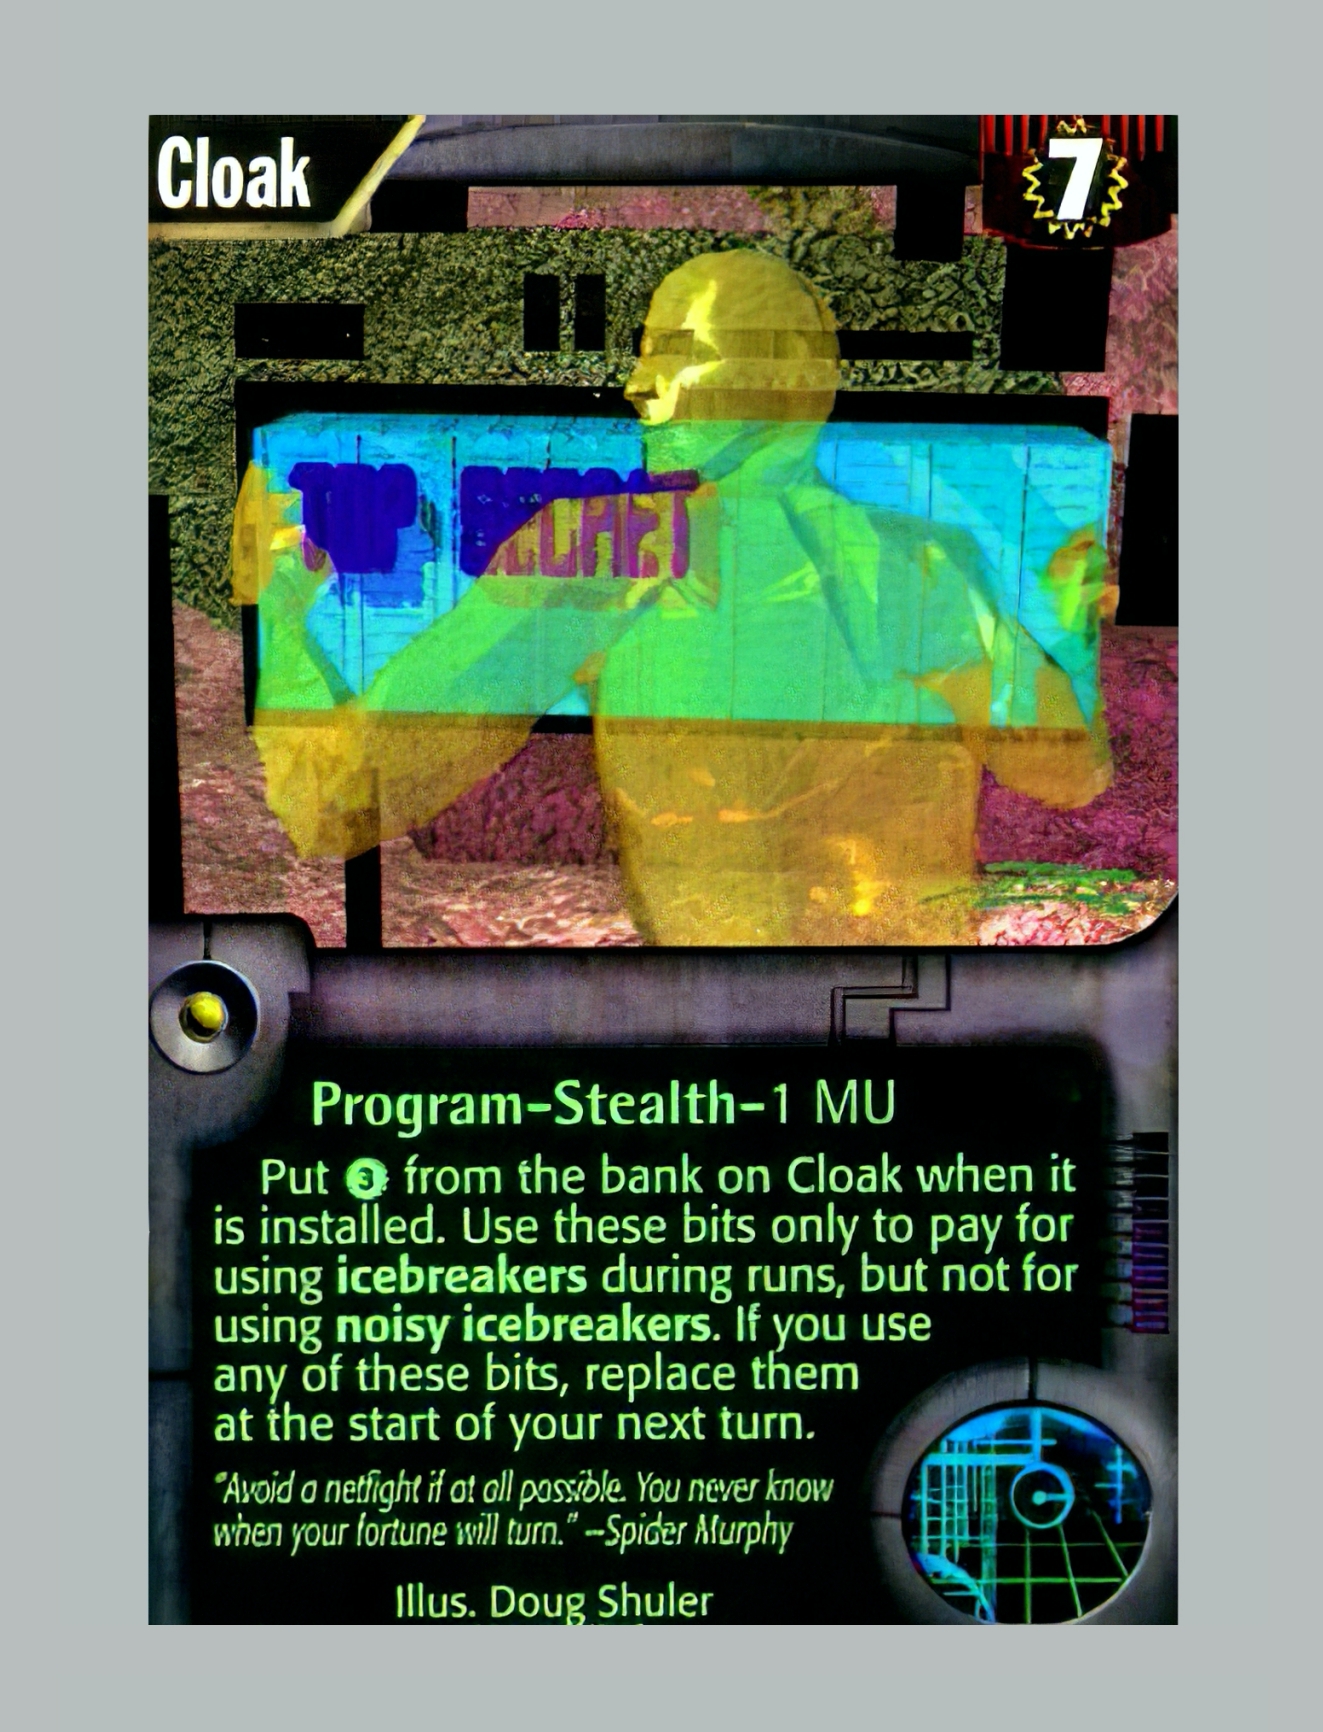 Cloak
7
TOP SECRET
Program-Stealth-1 MU
Put 3 from the bank on Cloak when it
is installed. Use these bits only to pay for
using icebreakers during runs, but not for
using noisy icebreakers. If you use
any of these bits, replace them
at the start of your next turn.
"Avoid a netfight if at all possible. You never know
when your fortune will turn." –Spider Murphy
Illus. Doug Shuler